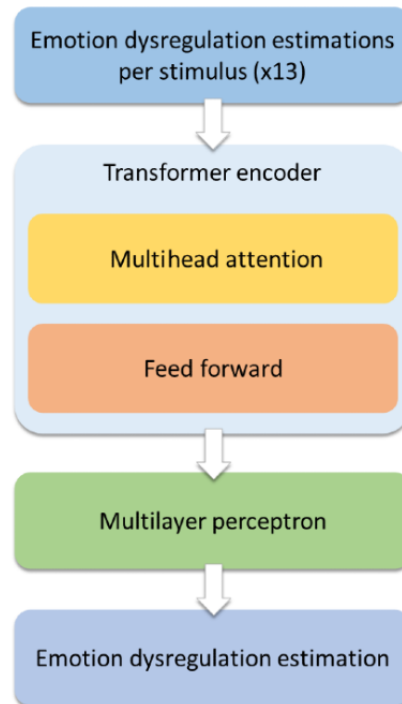 Emotion dysregulation estimations
per stimulus (x13)
Transformer encoder
Multihead attention
Feed forward
Multilayer perceptron
Emotion dysregulation estimation